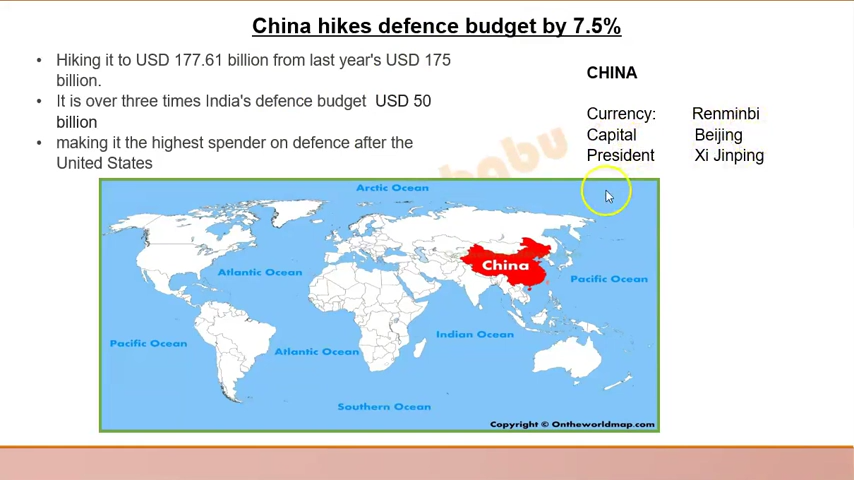 China hikes defence budget by 7.5%
• Hiking it to USD 177.61 billion from last year's USD 175
billion.
• It is over three times India's defence budget USD 50
billion
• making it the highest spender on defence after the
United States
CHINA
Currency: Renminbi
Capital Beijing
President Xi Jinping
babu
Arctic Ocean
China
Atlantic Ocean
Pacific Ocean
Indian Ocean
Pacific Ocean
Atlantic Ocean
Southern Ocean
Copyright © Ontheworldmap.com